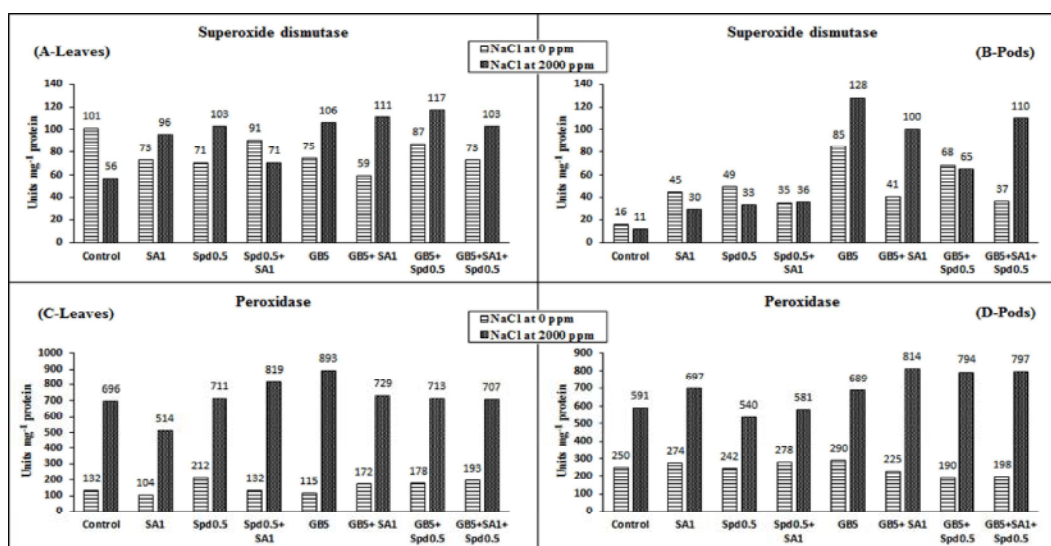 Superoxide dismutase
(A-Leaves)
NaCl at 0 ppm
NaCl at 2000 ppm
Units mg-1 protein
140
120
100
80
60
40
20
0
101 56 73 96 71 103 91 71 75 106 59 111 87 117 73 103
Control SA1 Spd0.5 Spd0.5+ GB5 GB5+ SA1 GB5+ GB5+SA1+
SA1 Spd0.5 Spd0.5
Superoxide dismutase
(B-Pods)
Units mg-1 protein
140
120
100
80
60
40
20
0
16 11 45 30 49 33 35 36 85 128 41 100 68 65 37 110
Control SA1 Spd0.5 Spd0.5+ GB5 GB5+ SA1 GB5+ GB5+SA1+
SA1 Spd0.5 Spd0.5
Peroxidase
(C-Leaves)
NaCl at 0 ppm
NaCl at 2000 ppm
Units mg-1 protein
1000
900
800
700
600
500
400
300
200
100
132 696 104 514 212 711 132 819 115 893 172 729 178 713 193 707
Control SA1 Spd0.5 Spd0.5+ GB5 GB5+ SA1 GB5+ GB5+SA1+
SA1 Spd0.5 Spd0.5
Peroxidase
(D-Pods)
Units mg-1 protein
900
800
700
600
500
400
300
200
100
0
250 591 274 697 242 540 278 581 290 689 225 814 190 794 198 797
Control SA1 Spd0.5 Spd0.5+ GB5 GB5+ SA1 GB5+ GB5+SA1+
SA1 Spd0.5 Spd0.5